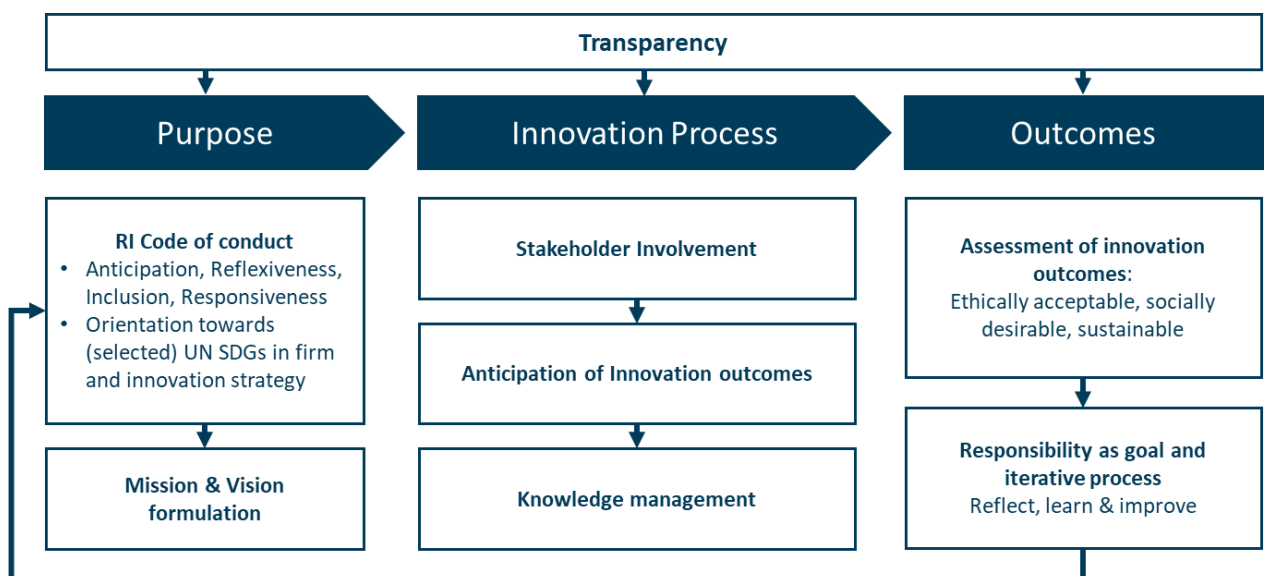 Transparency
Purpose
Innovation Process
Outcomes
RI Code of conduct
• Anticipation, Reflexiveness,
Inclusion, Responsiveness
• Orientation towards
(selected) UN SDGs in firm
and innovation strategy
Mission & Vision
formulation
Stakeholder Involvement
Anticipation of Innovation outcomes
Knowledge management
Assessment of innovation
outcomes:
Ethically acceptable, socially
desirable, sustainable
Responsibility as goal and
iterative process
Reflect, learn & improve